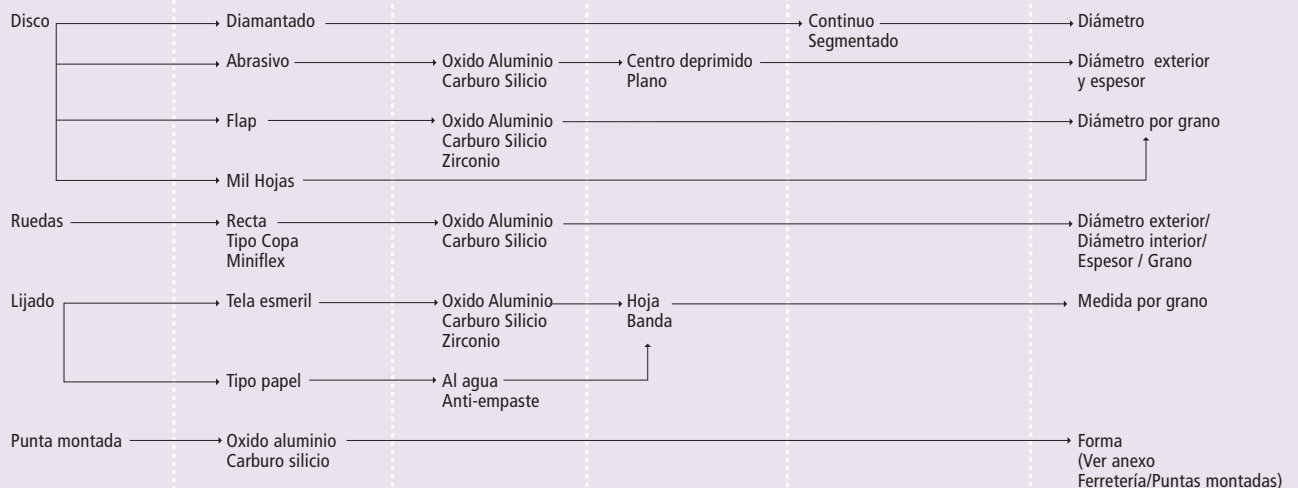 Disco
Diamantado
Continuo
Segmentado
Diámetro
Abrasivo
Oxido Aluminio
Carburo Silicio
Centro deprimido
Plano
Diámetro exterior
y espesor
Flap
Oxido Aluminio
Carburo Silicio
Zirconio
Diámetro por grano
Mil Hojas
Ruedas
Recta
Tipo Copa
Miniflex
Oxido Aluminio
Carburo Silicio
Diámetro exterior/
Diámetro interior/
Espesor / Grano
Lijado
Tela esmeril
Oxido Aluminio
Carburo Silicio
Zirconio
Hoja
Banda
Medida por grano
Tipo papel
Al agua
Anti-empaste
Punta montada
Oxido aluminio
Carburo silicio
Forma
(Ver anexo
Ferretería/Puntas montadas)